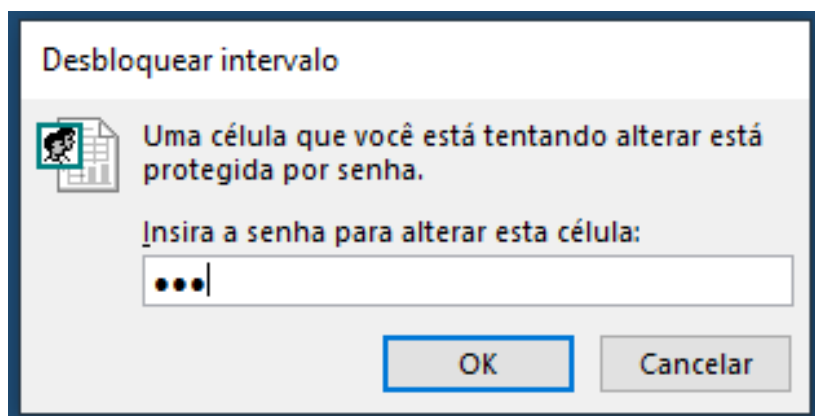 Desbloquear intervalo
Uma célula que você está tentando alterar está
protegida por senha.
Insira a senha para alterar esta célula:
•••
OK
Cancelar